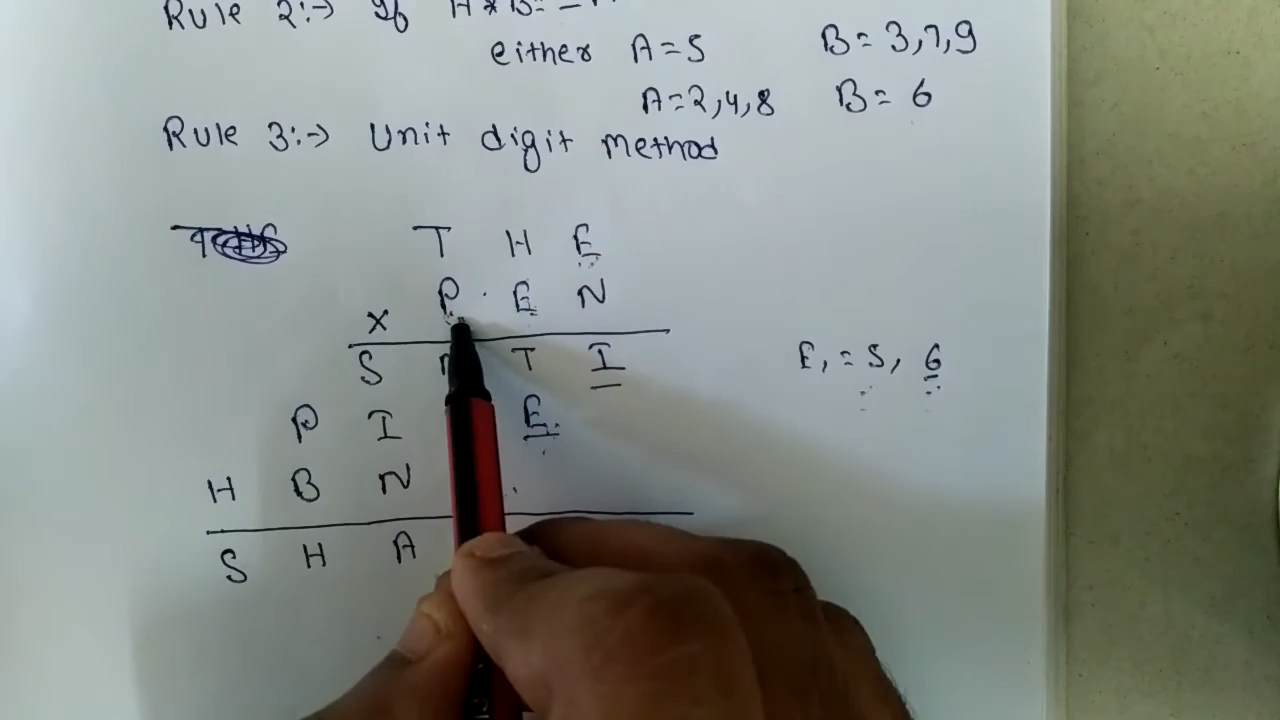 Rule 2:→ If A * B =
either A = 5 B = 3,7,9
A = 2,4,8 B = 6
Rule 3:→ Unit digit method
T H E
x P . E N
S T I E, = 5, 6
P I E
H B N
S H A